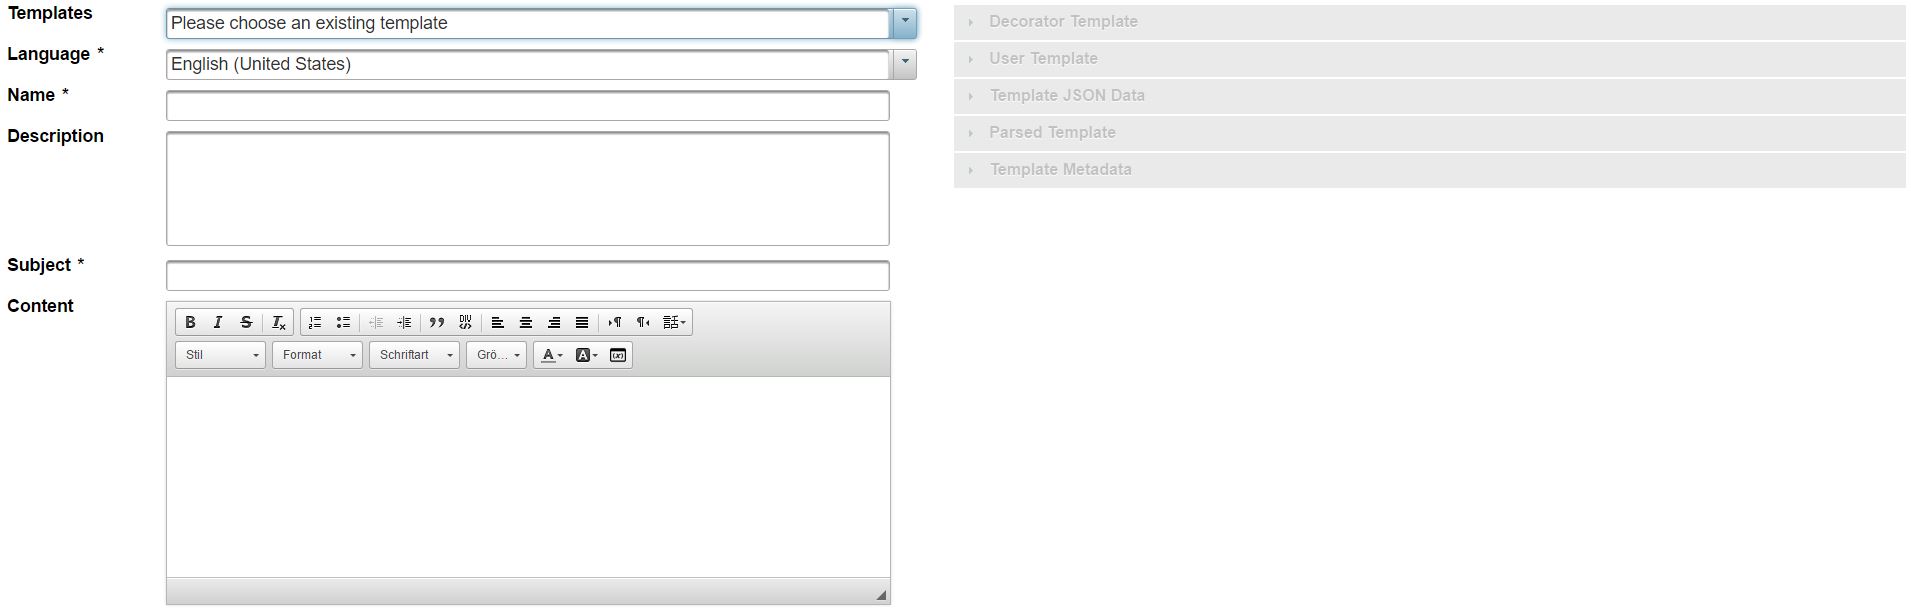 Templates
Please choose an existing template
Language *
English (United States)
Name *
Description
Subject *
Content
B I S Tx
DIV
Stil
Format
Schriftart
Grö...
A A (x)
Decorator Template
User Template
Template JSON Data
Parsed Template
Template Metadata